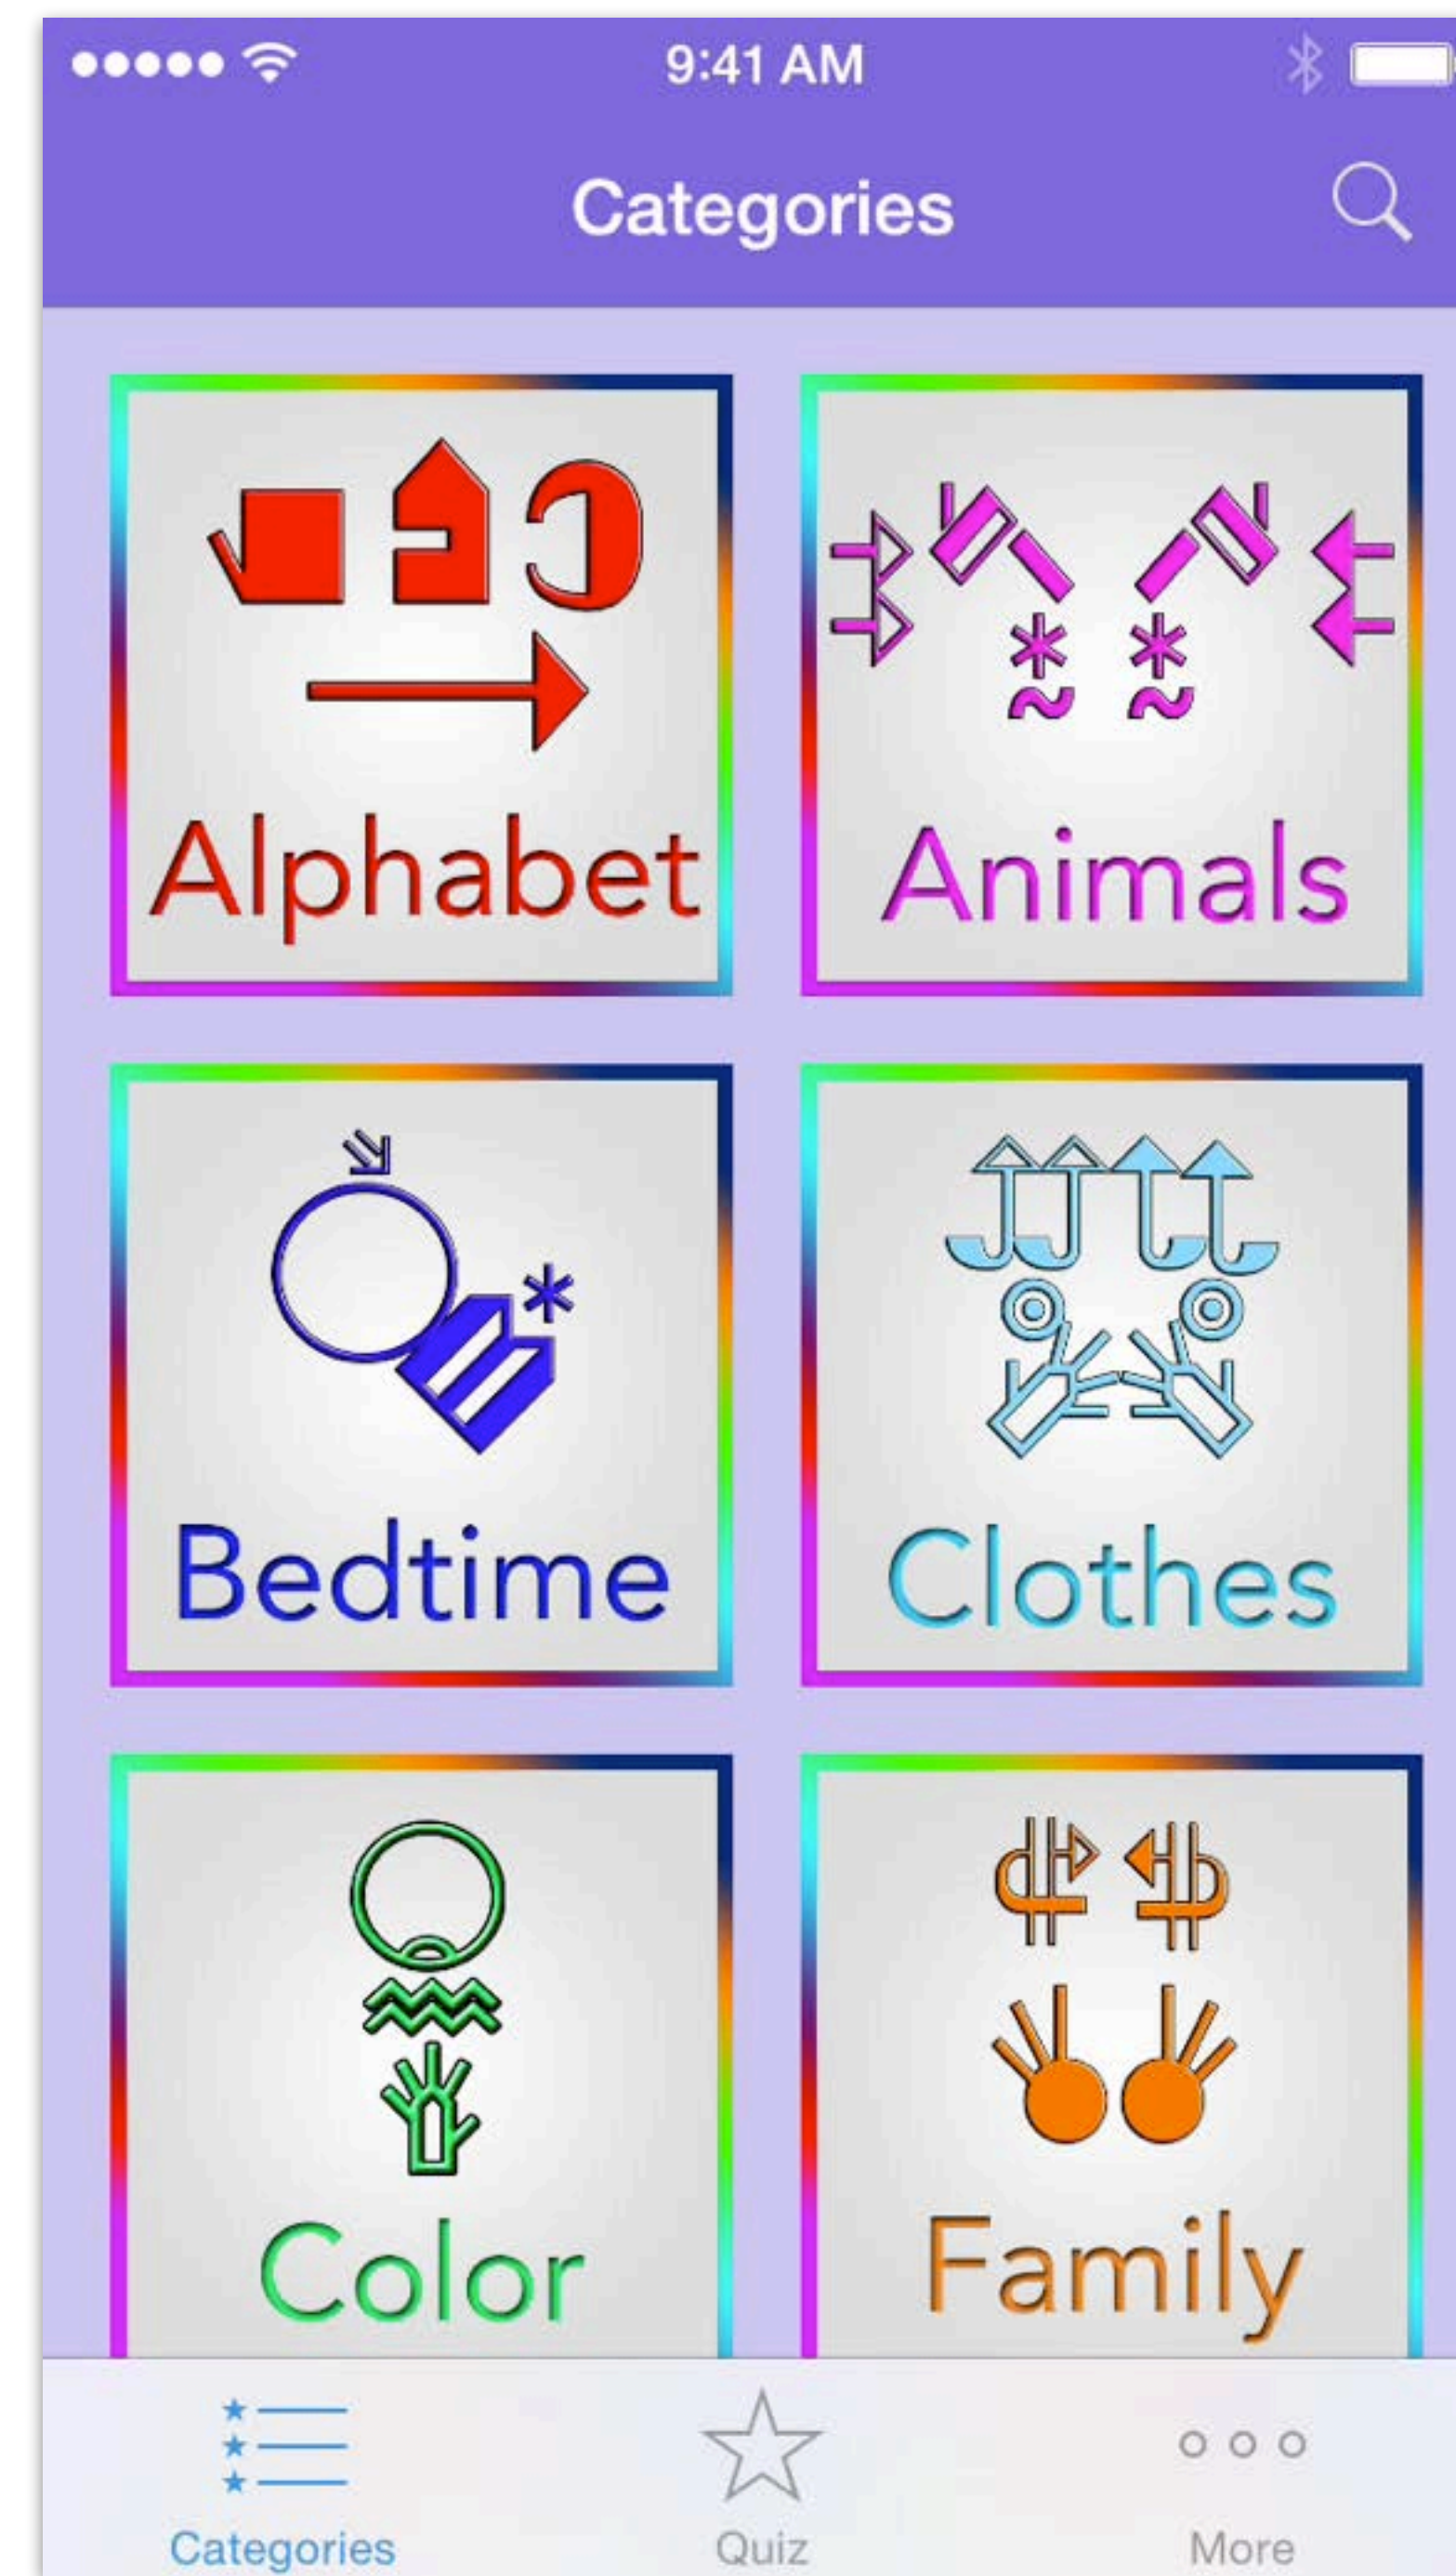 9:41 AM
Categories
Alphabet
Animals
Bedtime
Clothes
Color
Family
Categories
Quiz
More